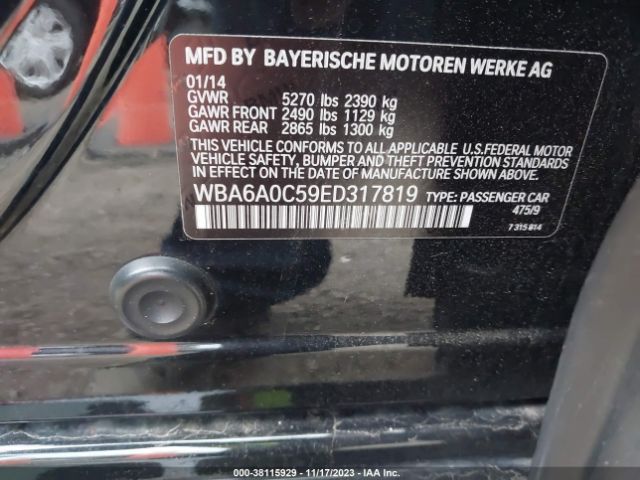 MFD BY BAYERISCHE MOTOREN WERKE AG
01/14
GVWR 5270 lbs 2390 kg
GAWR FRONT 2490 lbs 1129 kg
GAWR REAR 2865 lbs 1300 kg
THIS VEHICLE CONFORMS TO ALL APPLICABLE U.S.FEDERAL MOTOR
VEHICLE SAFETY, BUMPER AND THEFT PREVENTION STANDARDS
IN EFFECT ON THE DATE OF MANUFACTURE SHOWN ABOVE.
WBA6A0C59ED317819 TYPE: PASSENGER CAR
475/9
7 315 814
000-38115929 - 11/17/2023 - IAA Inc.